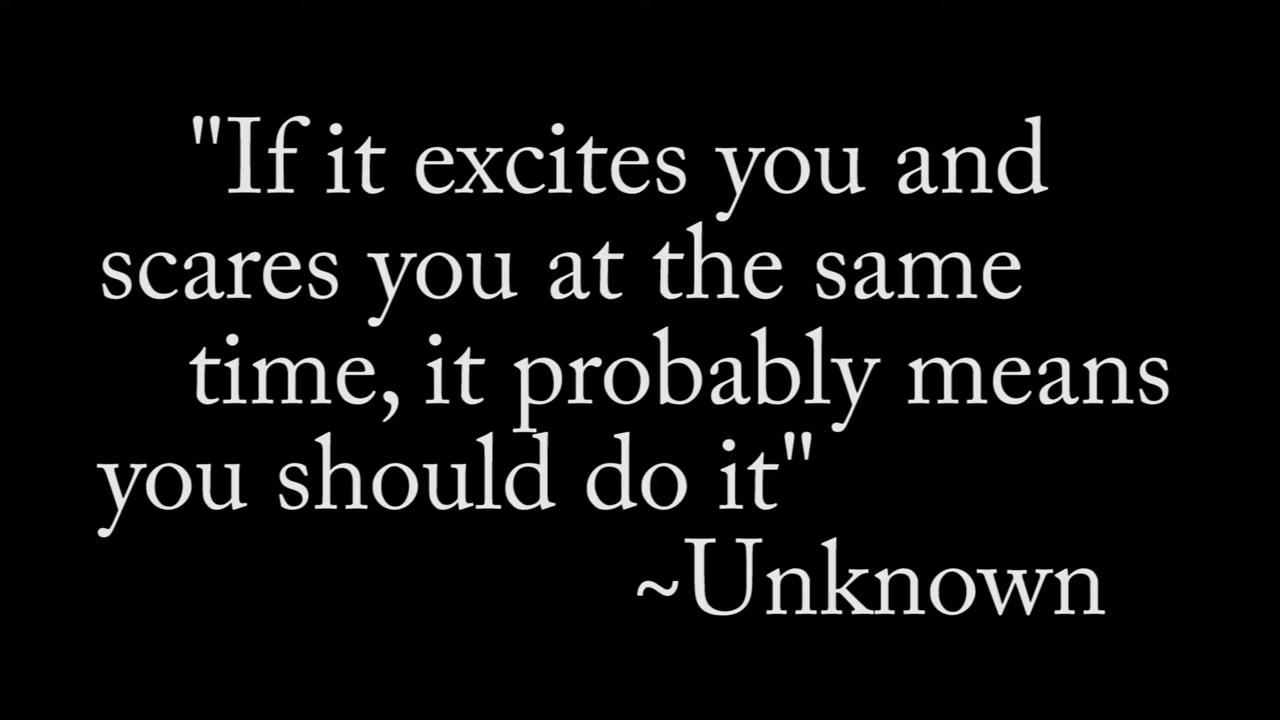 "If it excites you and
scares you at the same
time, it probably means
you should do it"
~Unknown